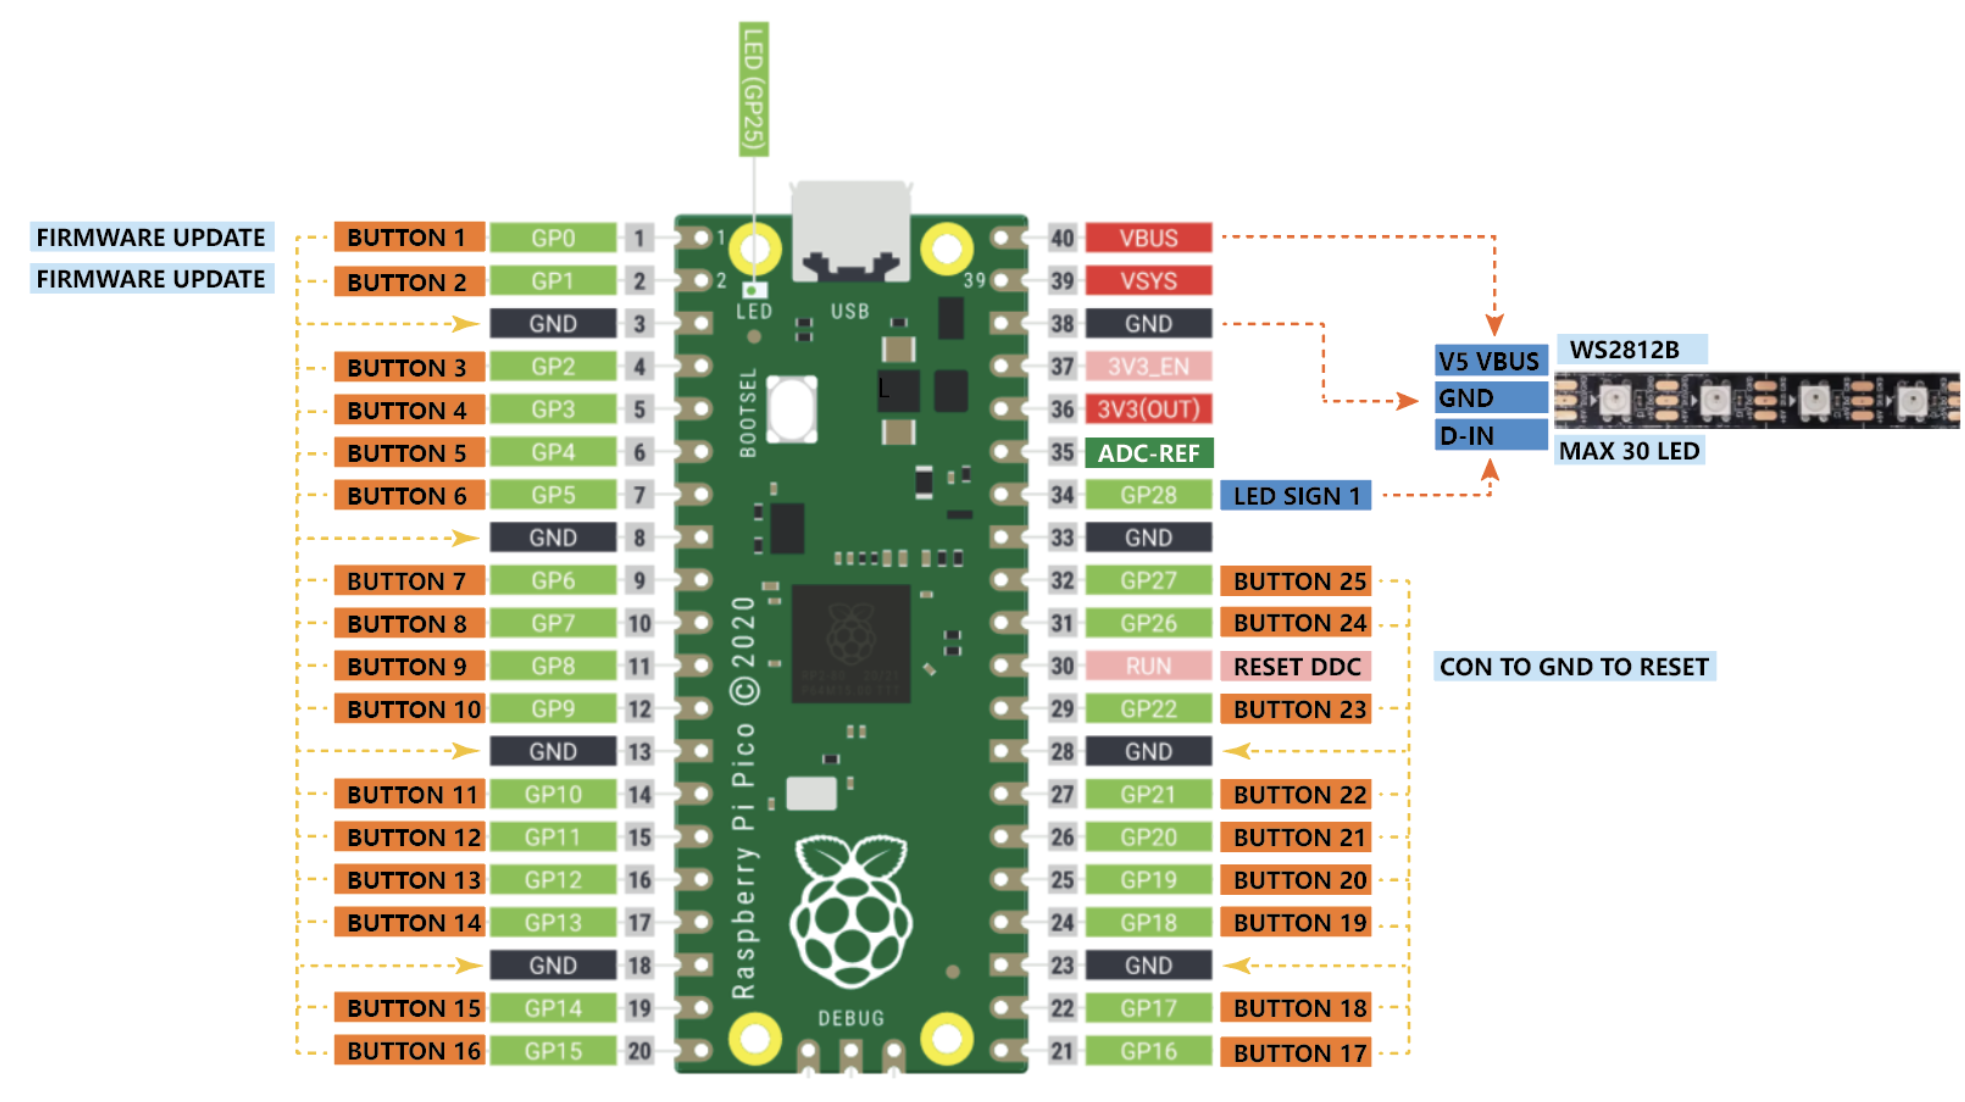 LED (GP25)
FIRMWARE UPDATE BUTTON 1 GP0 1 1 40 VBUS
FIRMWARE UPDATE BUTTON 2 GP1 2 2 39 39 VSYS
LED USB
GND 3 38 GND
WS2812B
V5 VBUS
BUTTON 3 GP2 4 37 3V3_EN
L
GND
BUTTON 4 GP3 5 BOOTSEL 36 3V3(OUT)
D-IN
MAX 30 LED
BUTTON 5 GP4 6 35 ADC-REF
BUTTON 6 GP5 7 34 GP28 LED SIGN 1
GND 8 33 GND
BUTTON 7 GP6 9 32 GP27 BUTTON 25
BUTTON 8 GP7 10 31 GP26 BUTTON 24
BUTTON 9 GP8 11 30 RUN RESET DDC CON TO GND TO RESET
BUTTON 10 GP9 12 29 GP22 BUTTON 23
GND 13 28 GND
Raspberry Pi Pico ©2020
BUTTON 11 GP10 14 27 GP21 BUTTON 22
BUTTON 12 GP11 15 26 GP20 BUTTON 21
BUTTON 13 GP12 16 25 GP19 BUTTON 20
BUTTON 14 GP13 17 24 GP18 BUTTON 19
GND 18 23 GND
BUTTON 15 GP14 19 22 GP17 BUTTON 18
DEBUG
BUTTON 16 GP15 20 21 GP16 BUTTON 17